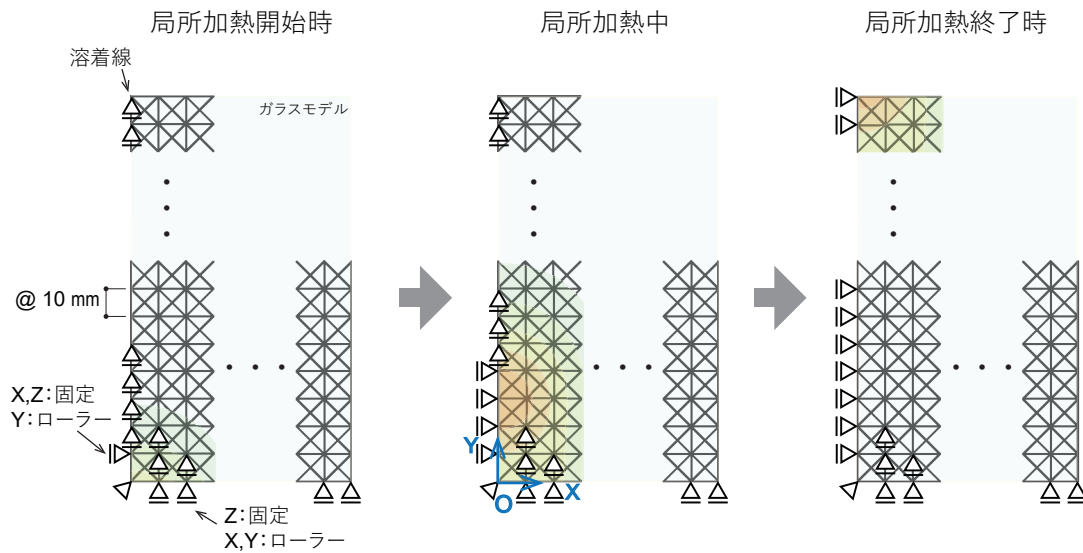 局所加熱開始時
局所加熱中
局所加熱終了時
溶着線
ガラスモデル
@ 10 mm
X,Z:固定
Y:ローラー
Y
O
X
Z:固定
X,Y:ローラー